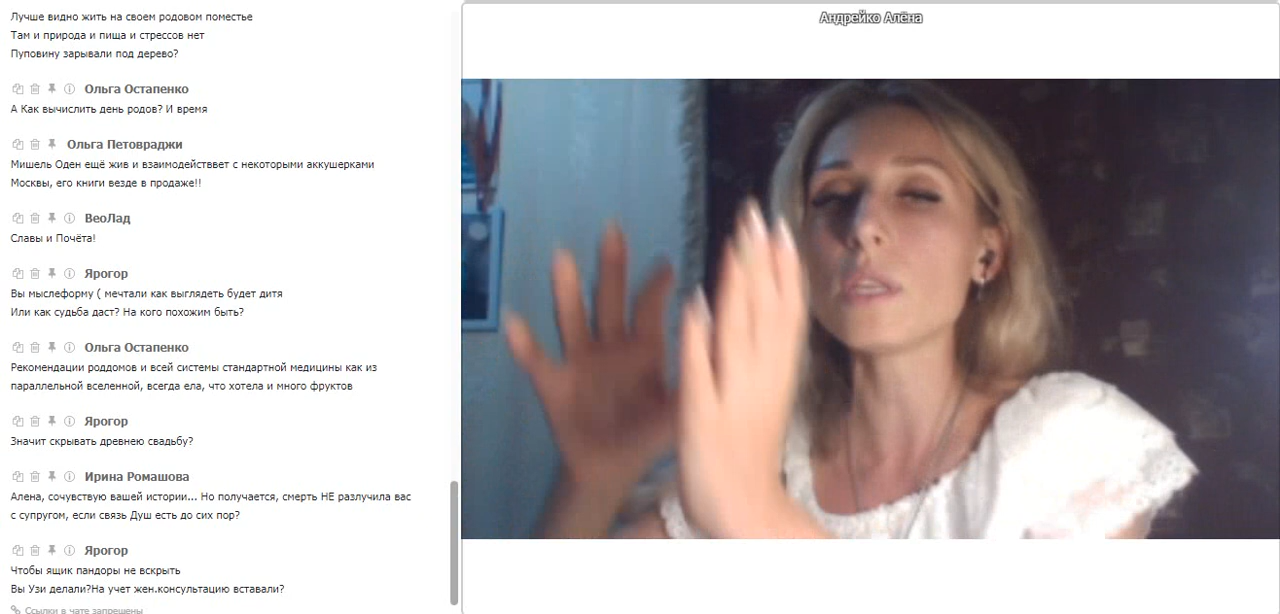 Лучше видно жить на своем родовом поместье
Там и природа и пища и стрессов нет
Пуповину зарывали под дерево?
Ольга Остапенко
А Как вычислить день родов? И время
Ольга Петовраджи
Мишель Оден ещё жив и взаимодействвет с некоторыми аккушерками
Москвы, его книги везде в продаже!!
ВеоЛад
Славы и Почёта!
Ярогор
Вы мыслеформу ( мечтали как выглядеть будет дитя
Или как судьба даст? На кого похожим быть?
Ольга Остапенко
Рекомендации роддомов и всей системы стандартной медицины как из
параллельной вселенной, всегда ела, что хотела и много фруктов
Ярогор
Значит скрывать древнею свадьбу?
Ирина Ромашова
Алена, сочувствую вашей истории... Но получается, смерть НЕ разлучила вас
с супругом, если связь Душ есть до сих пор?
Ярогор
Чтобы ящик пандоры не вскрыть
Вы Узи делали?На учет жен.консультацию вставали?
Ссылки в чате запрещены
Андрейко Алёна